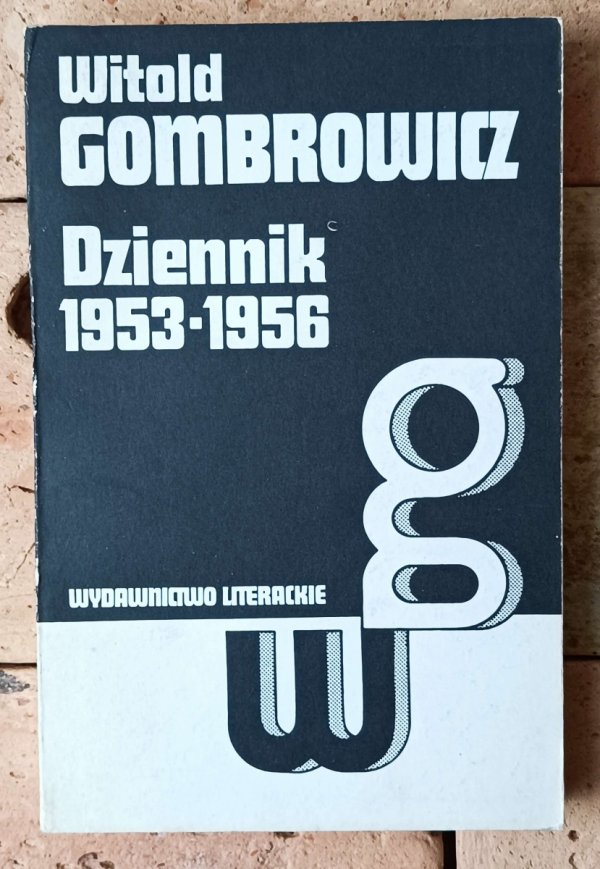 Witold
GOMBROWICZ
Dziennik
1953-1956
g
WYDAWNICTWO LITERACKIE
w